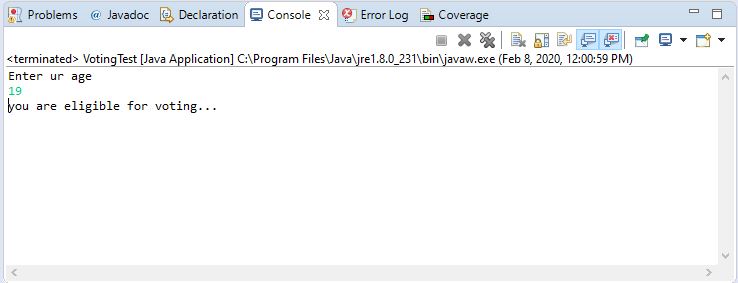 Problems @ Javadoc Declaration Console Error Log Coverage
<terminated> VotingTest [Java Application] C:\Program Files\Java\jre1.8.0_231\bin\javaw.exe (Feb 8, 2020, 12:00:59 PM)
Enter ur age
19
you are eligible for voting...